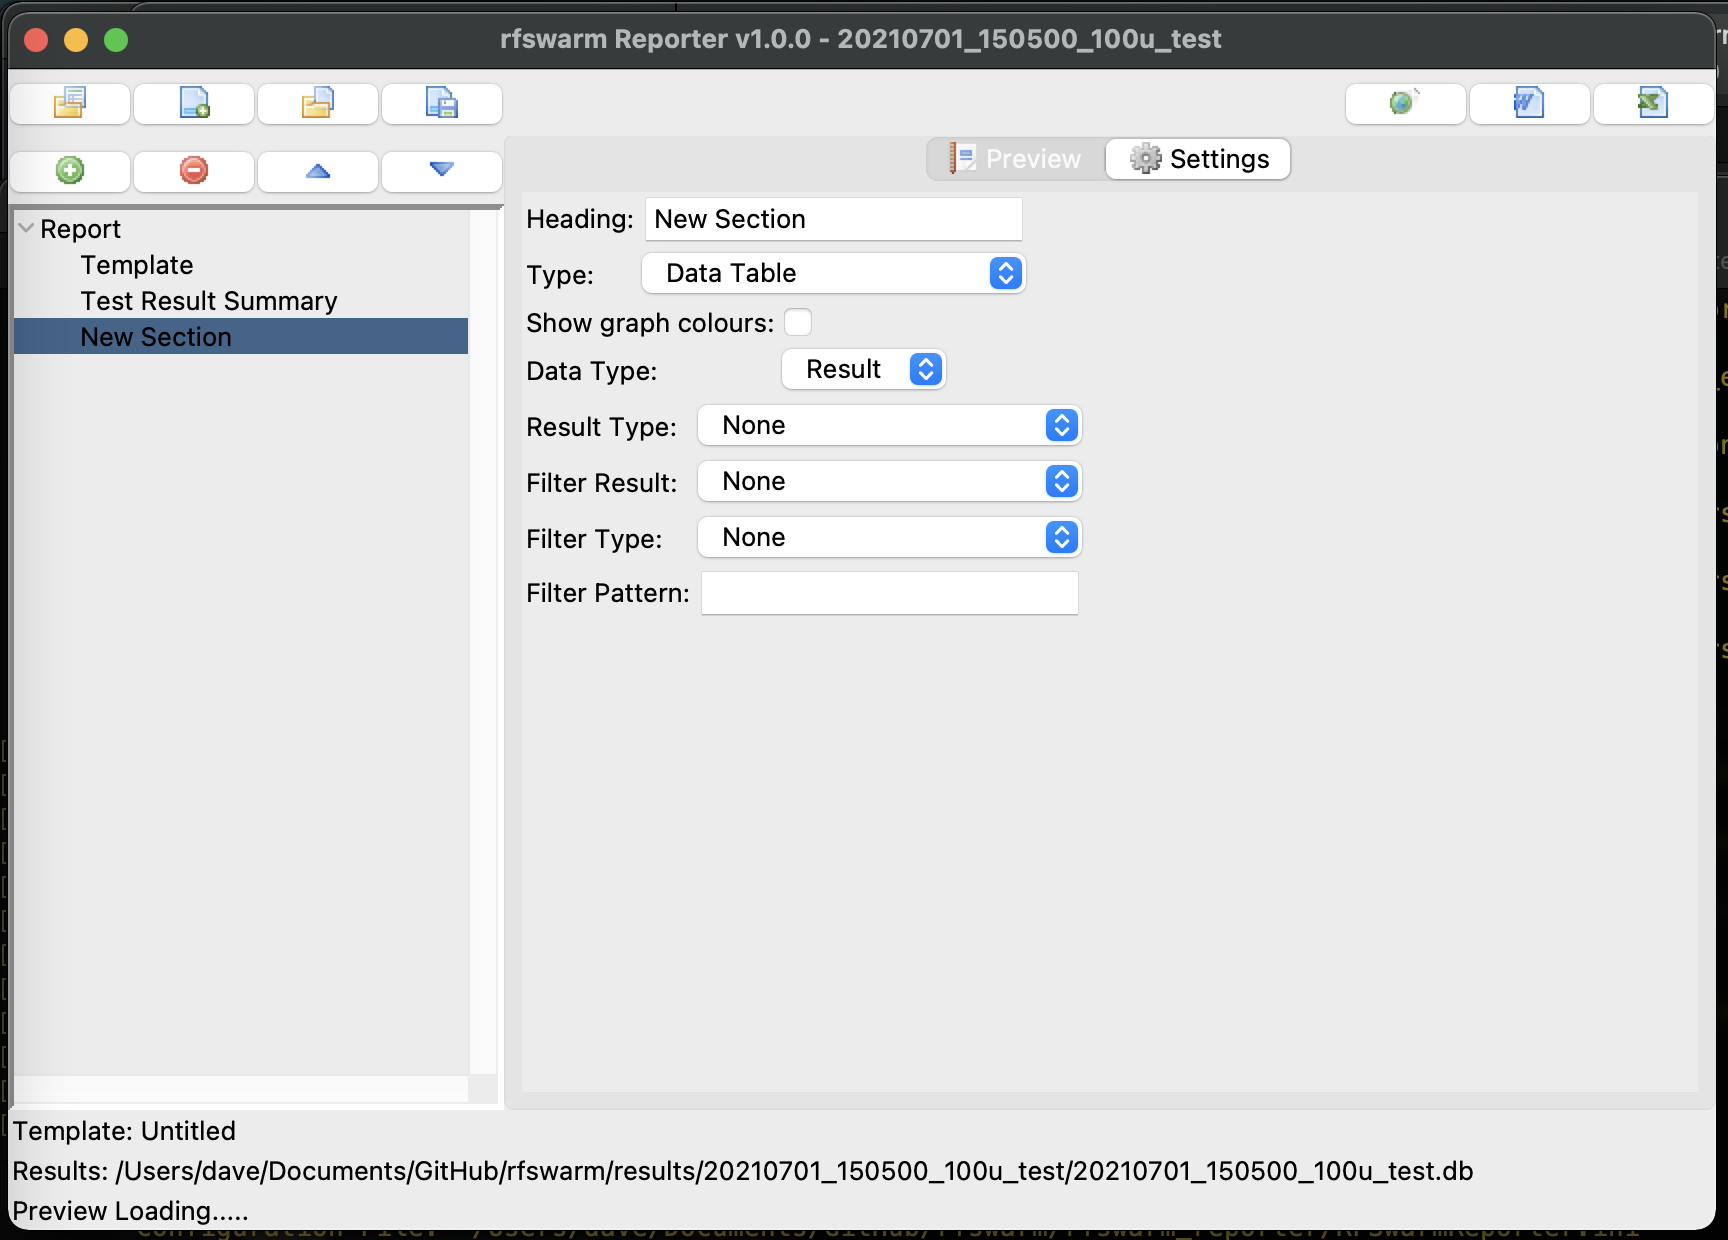 rfswarm Reporter v1.0.0 - 20210701_150500_100u_test
Preview
Settings
Report
Template
Test Result Summary
New Section
Heading: New Section
Type: Data Table
Show graph colours:
Data Type: Result
Result Type: None
Filter Result: None
Filter Type: None
Filter Pattern:
Template: Untitled
Results: /Users/dave/Documents/GitHub/rfswarm/results/20210701_150500_100u_test/20210701_150500_100u_test.db
Preview Loading.....